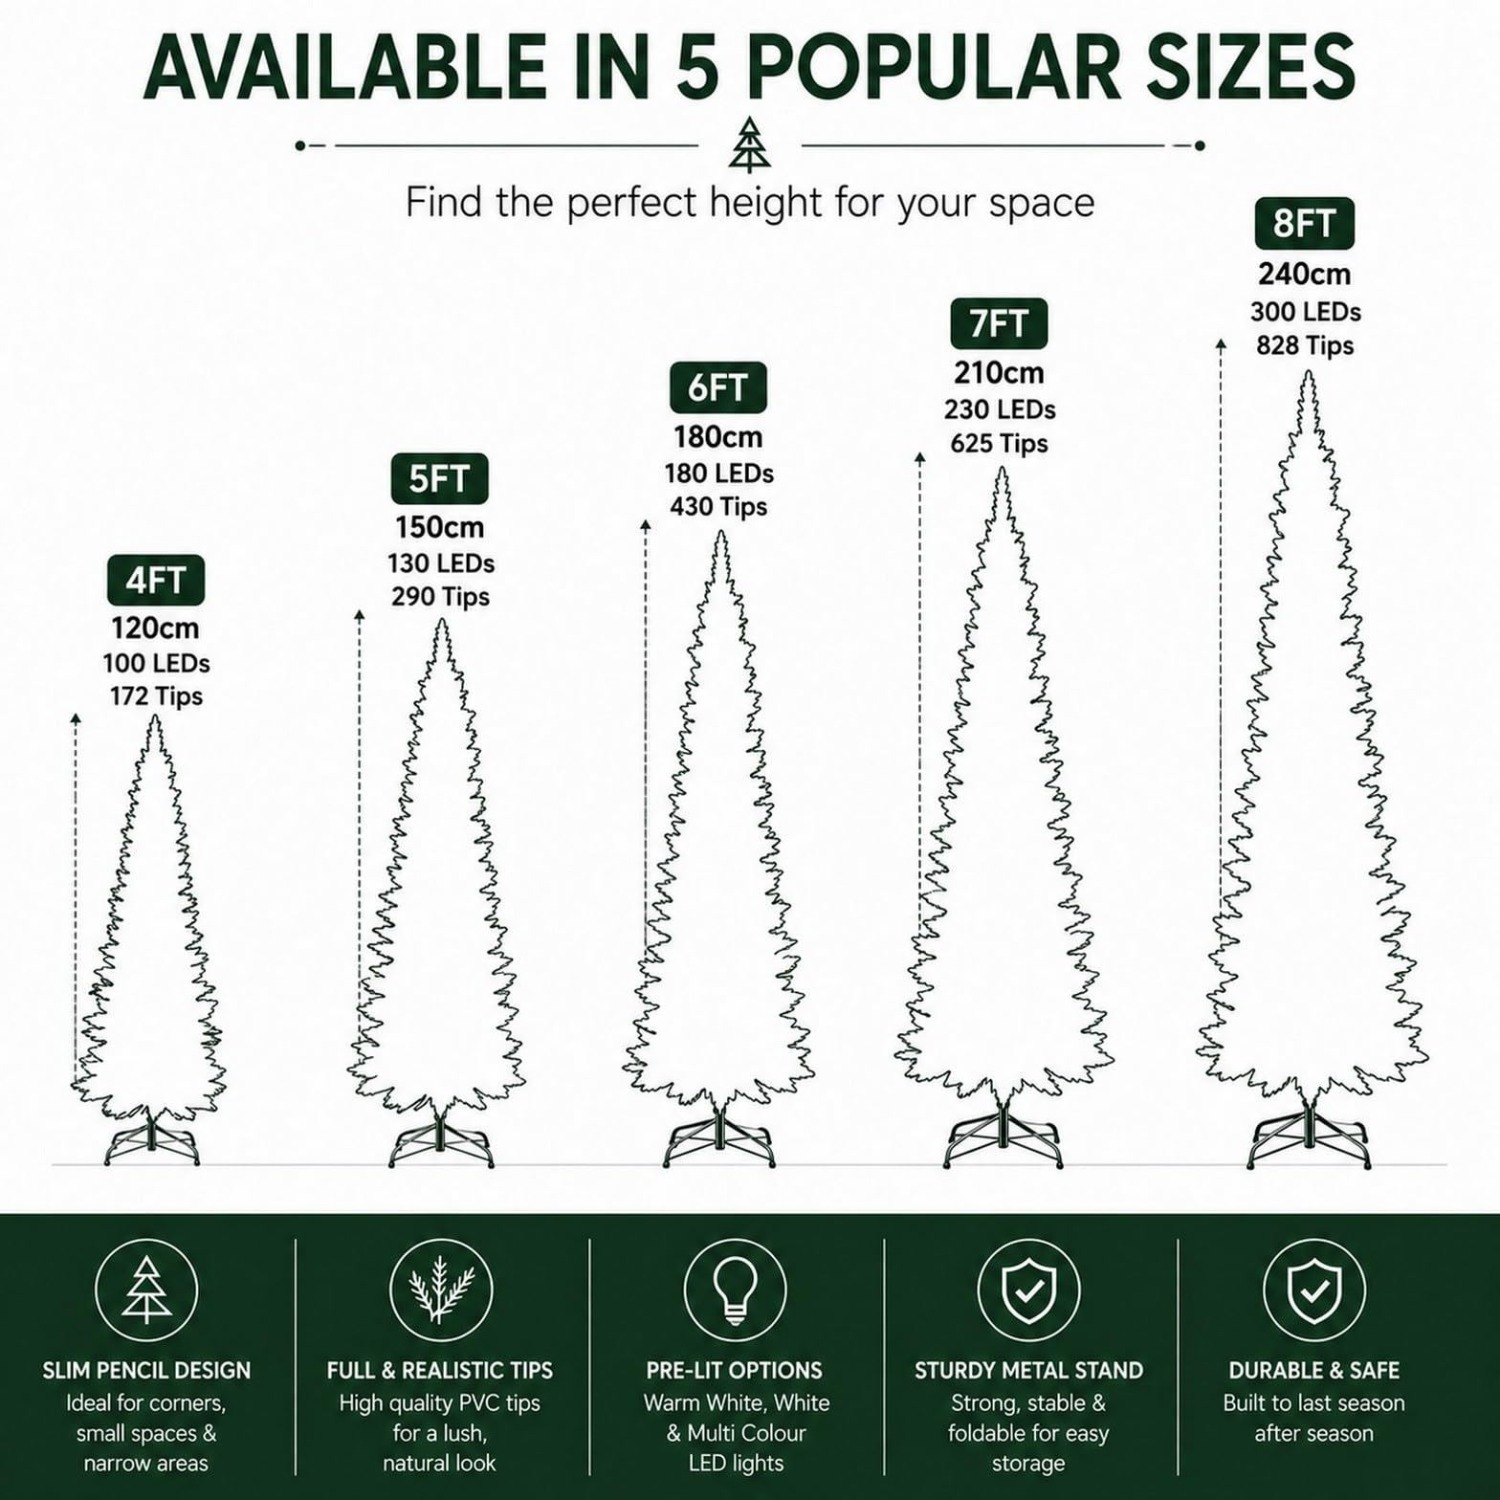 AVAILABLE IN 5 POPULAR SIZES
Find the perfect height for your space
4FT
120cm
100 LEDs
172 Tips
5FT
150cm
130 LEDs
290 Tips
6FT
180cm
180 LEDs
430 Tips
7FT
210cm
230 LEDs
625 Tips
8FT
240cm
300 LEDs
828 Tips
SLIM PENCIL DESIGN
Ideal for corners,
small spaces &
narrow areas
FULL & REALISTIC TIPS
High quality PVC tips
for a lush,
natural look
PRE-LIT OPTIONS
Warm White, White
& Multi Colour
LED lights
STURDY METAL STAND
Strong, stable &
foldable for easy
storage
DURABLE & SAFE
Built to last season
after season